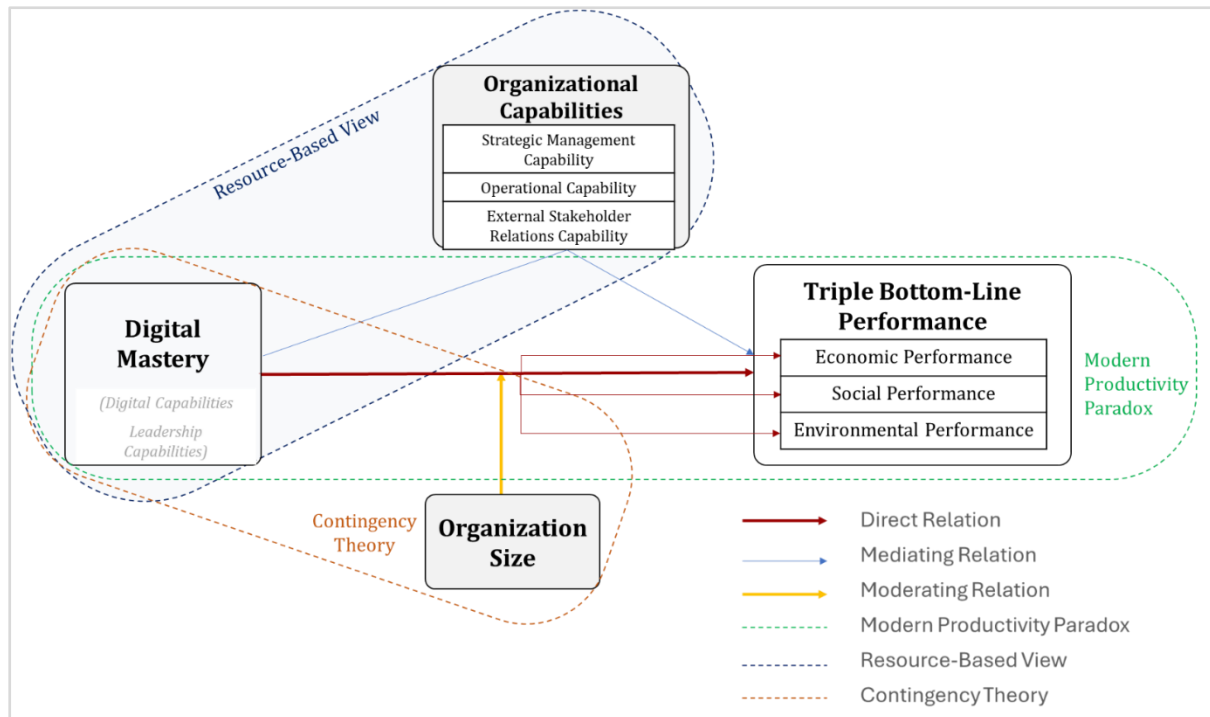 Organizational
Capabilities
Strategic Management
Capability
Operational Capability
External Stakeholder
Relations Capability
Resource-Based View
Digital
Mastery
(Digital Capabilities
Leadership
Capabilities)
Triple Bottom-Line
Performance
Economic Performance
Social Performance
Environmental Performance
Modern
Productivity
Paradox
Contingency
Theory
Organization
Size
Direct Relation
Mediating Relation
Moderating Relation
Modern Productivity Paradox
Resource-Based View
Contingency Theory